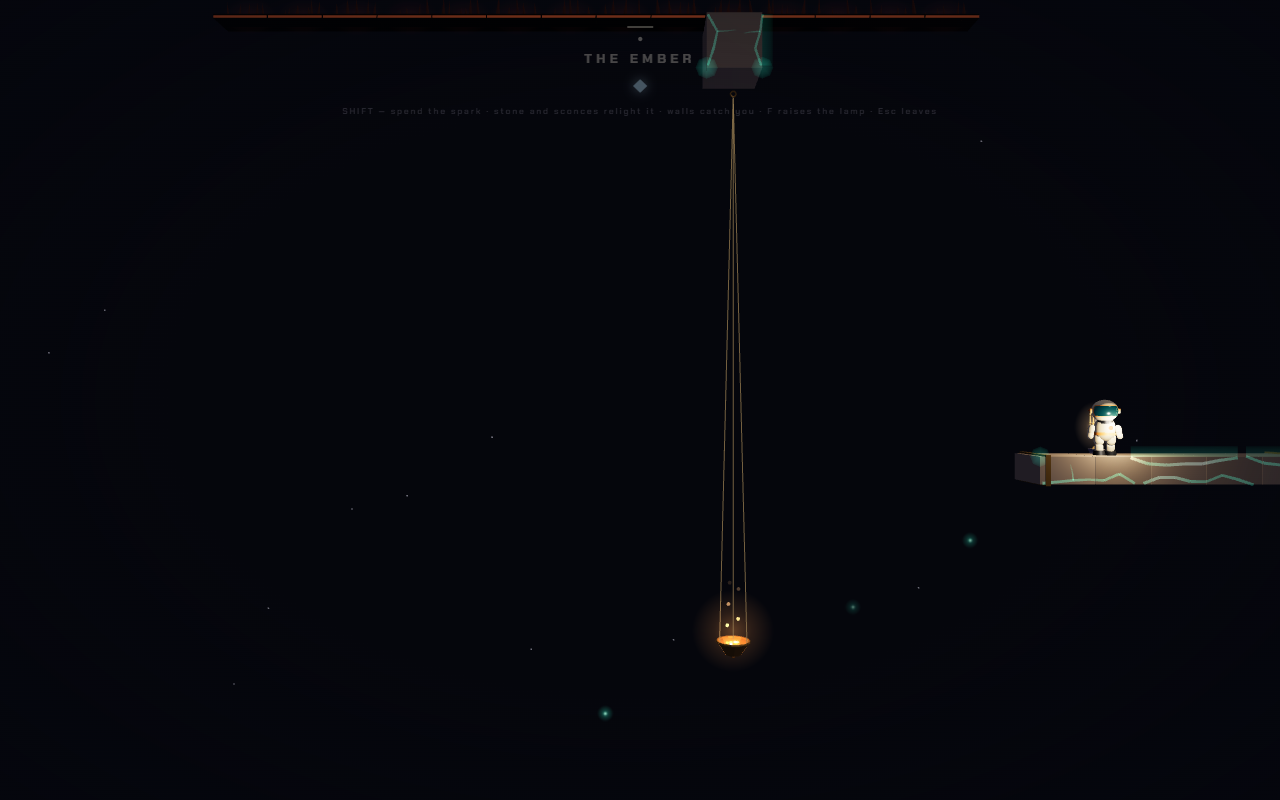 THE EMBER
SHIFT — spend the spark · stone and sconces relight it · walls catch you · F raises the lamp · Esc leaves